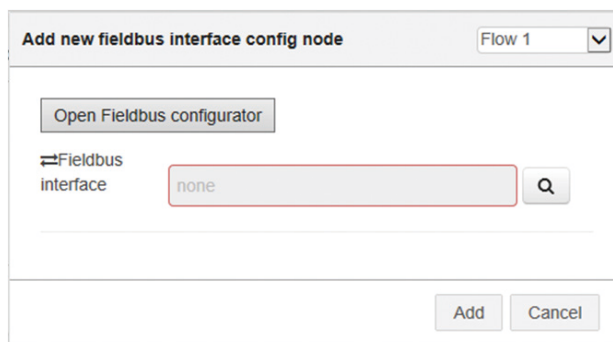 Add new fieldbus interface config node
Flow 1
Open Fieldbus configurator
Fieldbus
interface
none
Add
Cancel